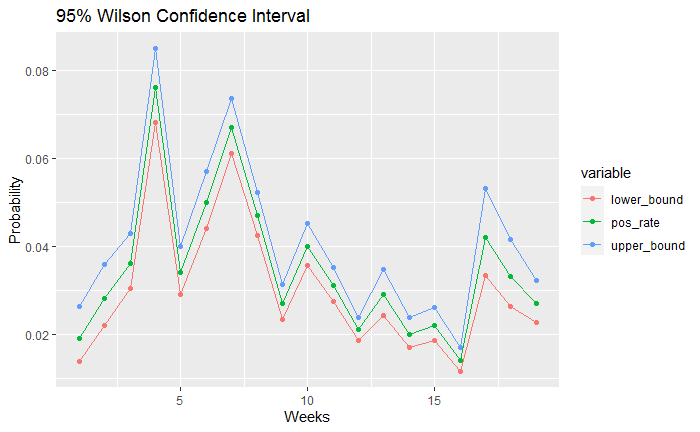 95% Wilson Confidence Interval
Probability
0.08
0.06
0.04
0.02
5
10
15
Weeks
variable
lower_bound
pos_rate
upper_bound